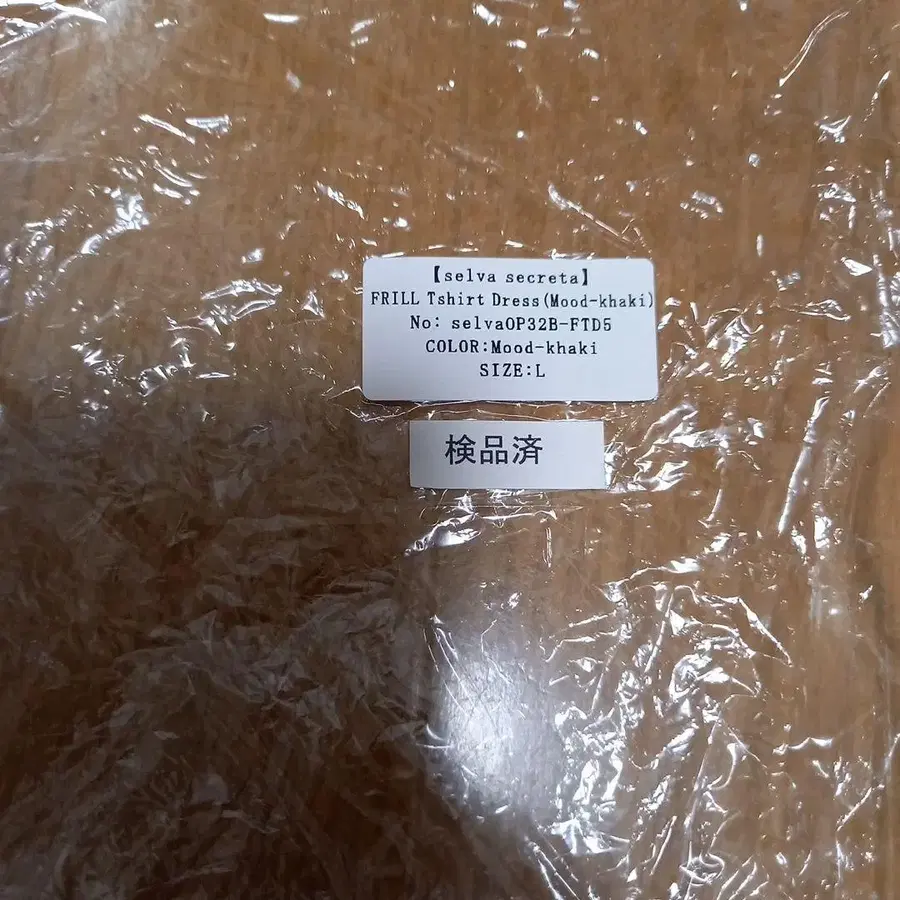 【selva secreta】
FRILL Tshirt Dress(Mood-khaki)
No: selvaOP32B-FTD5
COLOR:Mood-khaki
SIZE:L
検品済